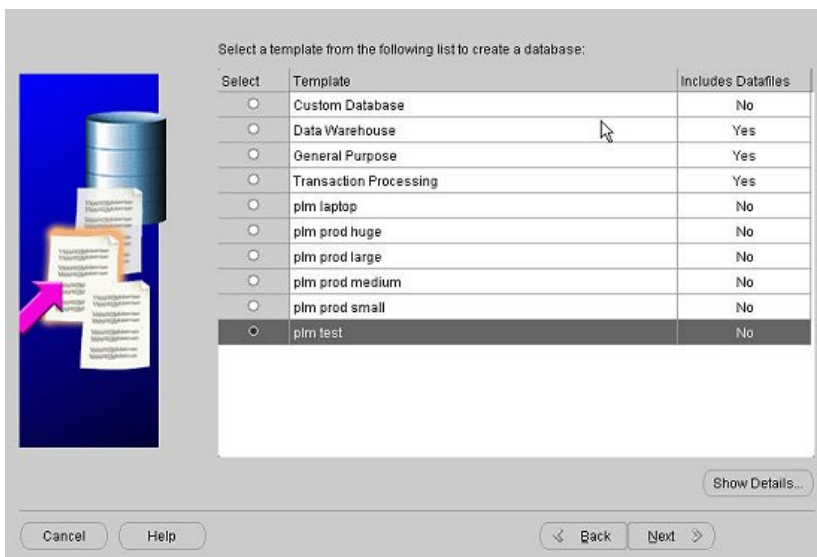 Select a template from the following list to create a database:
Select Template Includes Datafiles
Custom Database No
Data Warehouse Yes
General Purpose Yes
Transaction Processing Yes
plm laptop No
plm prod huge No
plm prod large No
plm prod medium No
plm prod small No
plm test No
Show Details...
Cancel Help Back Next